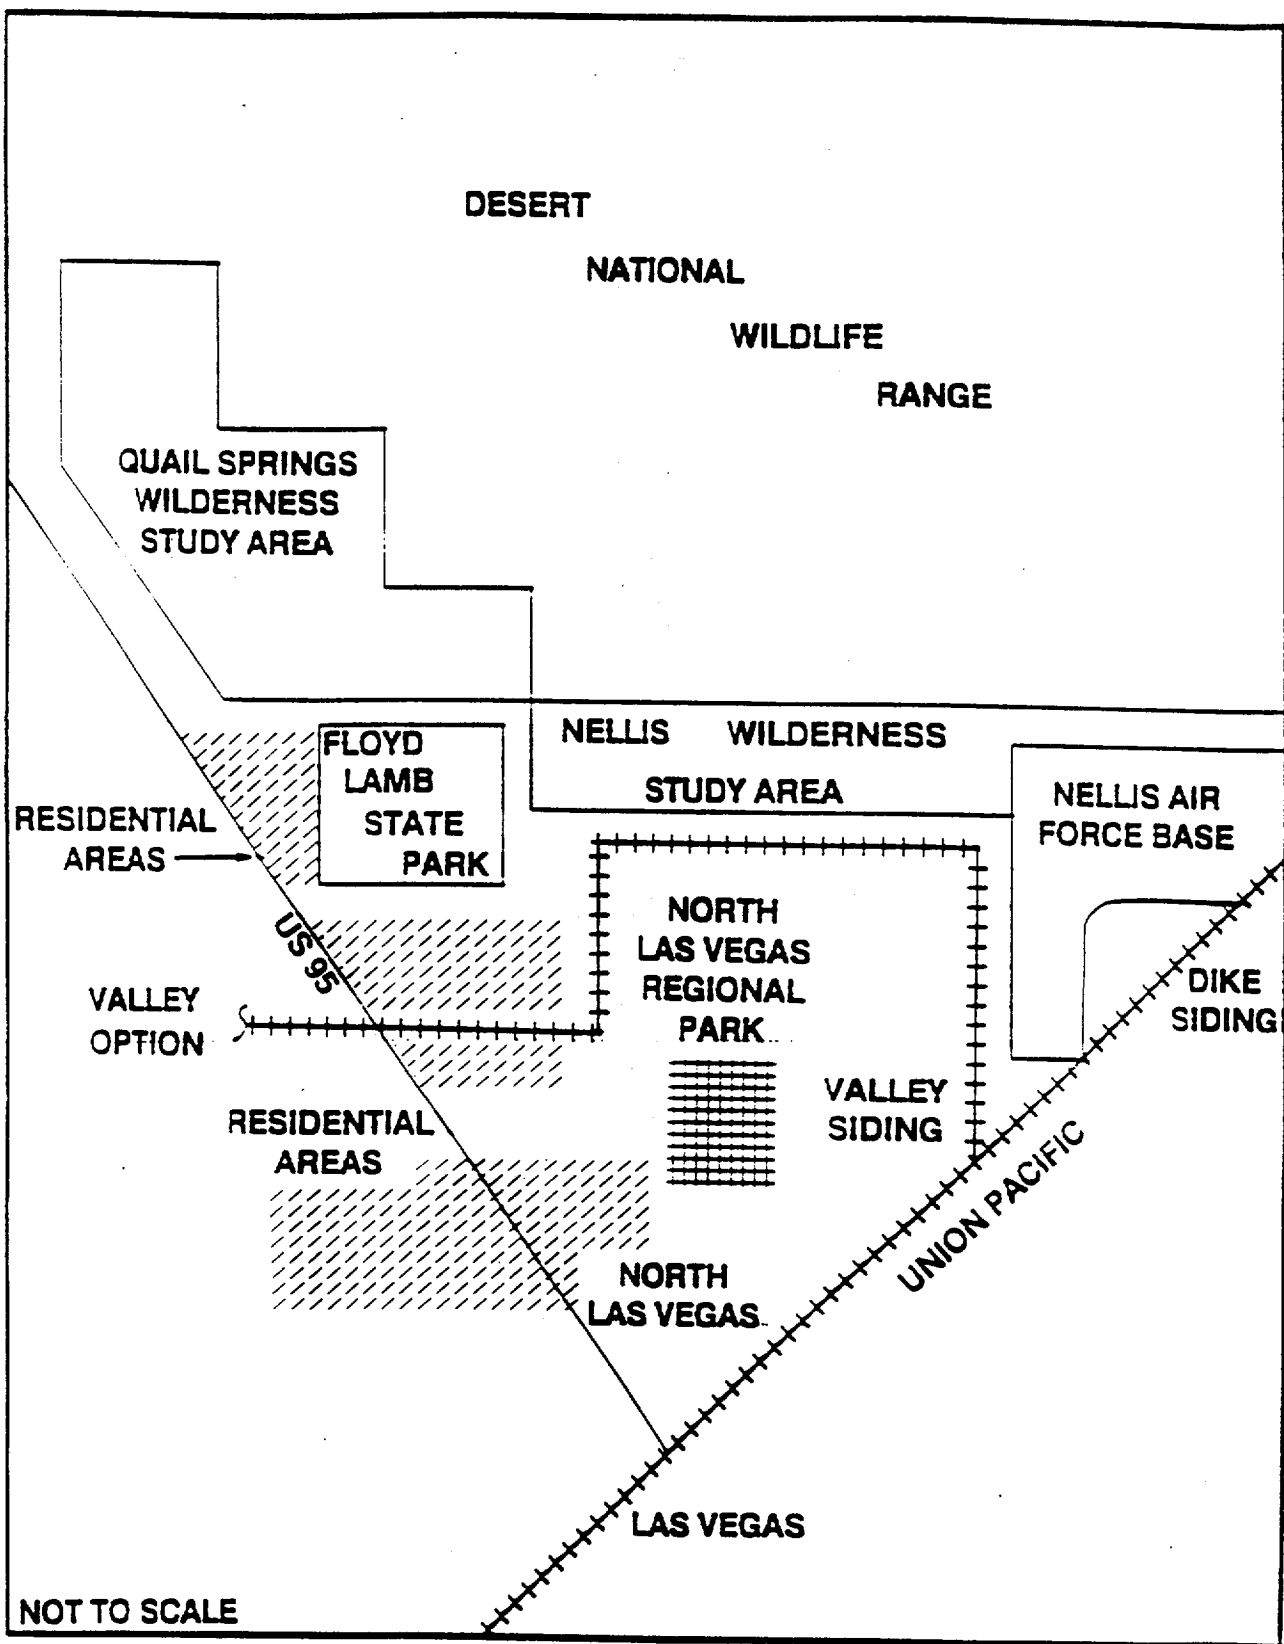 DESERT
NATIONAL
WILDLIFE
RANGE
QUAIL SPRINGS
WILDERNESS
STUDY AREA
NELLIS WILDERNESS
STUDY AREA
FLOYD
LAMB
STATE
PARK
NELLIS AIR
FORCE BASE
RESIDENTIAL
AREAS
US 95
NORTH
LAS VEGAS
REGIONAL
PARK
VALLEY
OPTION
DIKE
SIDING
VALLEY
SIDING
RESIDENTIAL
AREAS
UNION PACIFIC
NORTH
LAS VEGAS
LAS VEGAS
NOT TO SCALE